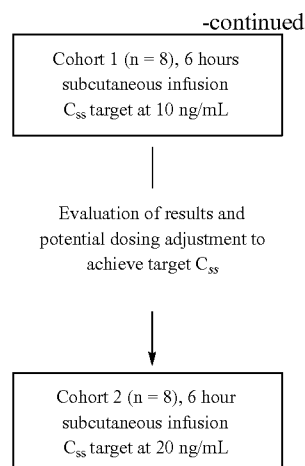 -continued
Cohort 1 (n = 8), 6 hours
subcutaneous infusion
Css target at 10 ng/mL
Evaluation of results and
potential dosing adjustment to
achieve target Css
Cohort 2 (n = 8), 6 hour
subcutaneous infusion
Css target at 20 ng/mL